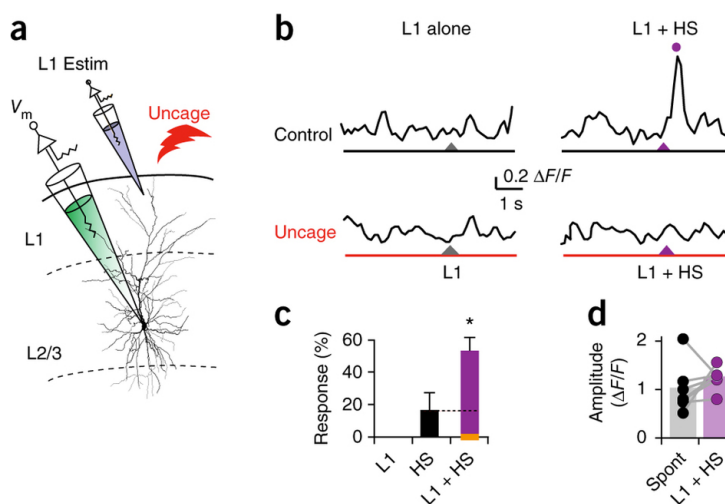 a
L1 Estim
Vm
Uncage
L1
L2/3
b
L1 alone
L1 + HS
Control
0.2 ΔF/F
1 s
Uncage
L1
L1 + HS
c
Response (%)
60
40
20
0
*
L1
HS
L1 + HS
d
Amplitude
(ΔF/F)
2
1
0
Spont
L1 + HS